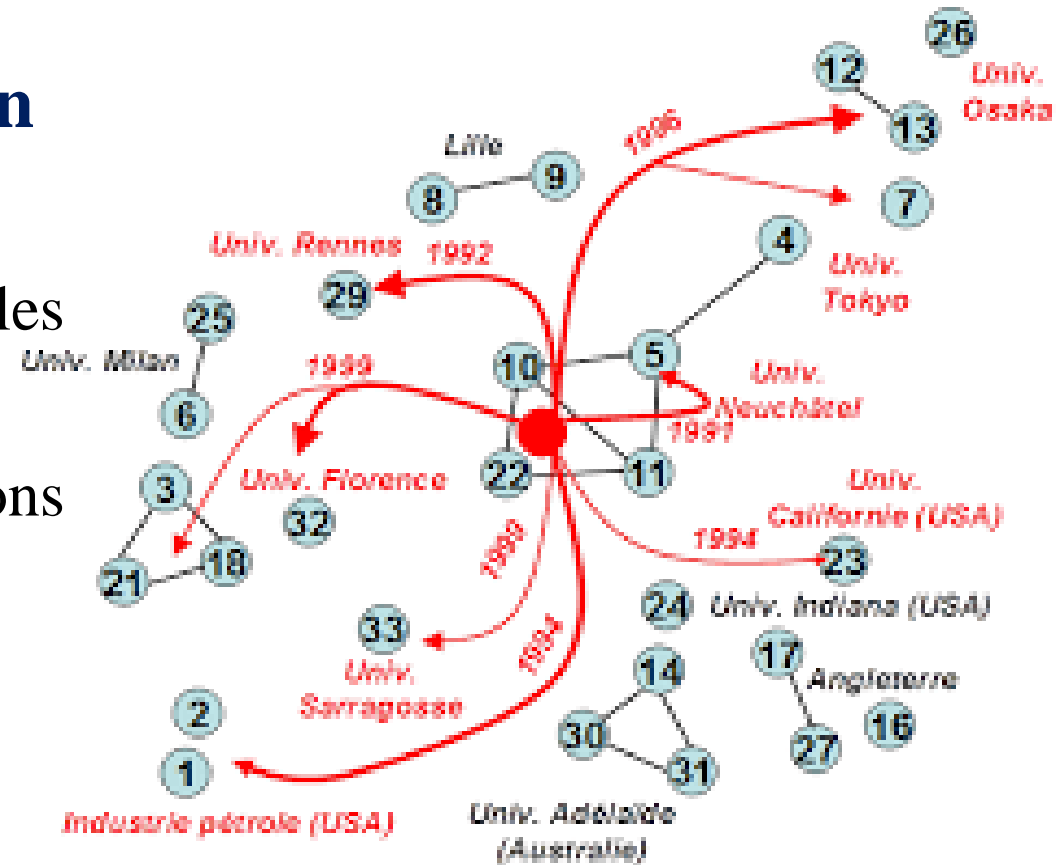 26
12
Univ.
Osaka
n
13
1996
Lille
9
8
7
4
Univ. Rennes
1992
Univ.
Tokyo
29
les
25
Univ. Milan
1999
10
5
Univ.
Neuchâtel
6
1991
22
11
3
Univ. Florence
ons
32
Univ.
Californie (USA)
1999
1994
18
23
21
24
Univ. Indiana (USA)
33
1994
17
14
Angleterre
Univ.
Sarragosse
2
16
30
27
1
31
Industrie pétrole (USA)
Univ. Adélaïde
(Australie)